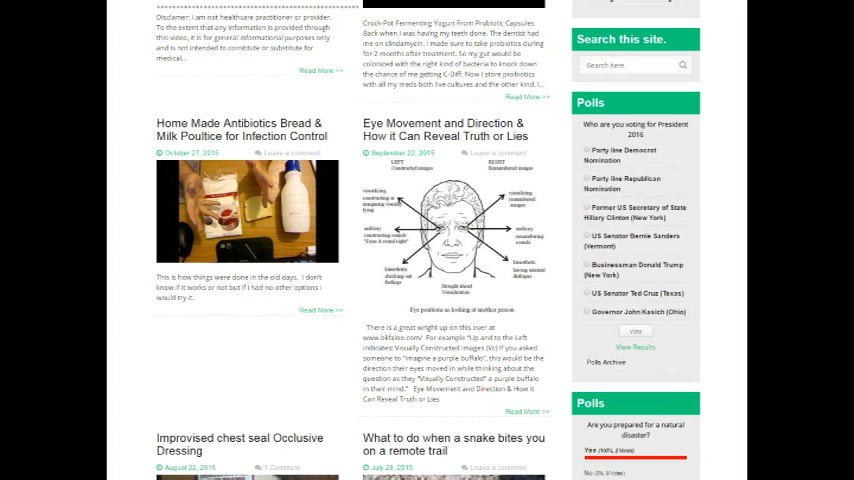 Disclamer: I am not healthcare practitioner or provider.
To the extent that any information is provided through
this video, it is for general informational purposes only
and is not intended to constitute or substitute for
medical...
Read More >>
Crock-Pot Fermenting Yogurt From Probiotic Capsules
Back when I was having my teeth done. The dentist had
me on clindamycin. I made sure to take probiotics during
for 2 months after treatment. So my gut would be
colonized with the right kind of bacteria to knock down
the chance of me getting C-Diff. Now I store probiotics
with all my meds both live cultures and the other kind. I...
Read More >>
Home Made Antibiotics Bread &
Milk Poultice for Infection Control
October 27, 2015
Leave a comment
This is how things were done in the old days. I don't
know if it works or not but if I had no other options I
would try it.
Read More >>
Eye Movement and Direction &
How it Can Reveal Truth or Lies
September 22, 2015
Leave a comment
LEFT
Constructed images
RIGHT
Remembered images
visualizing
constructing or
imagining visually
lying
visualizing
remembered
images
auditory
constructing sounds
"Does it sound right"
auditory
remembering
sounds
kinesthetic
checking out
feelings
kinesthetic
having internal
dialogue
Straight ahead
Visualization
Eye positions as looking at another person
There is a great wright up on this over at
For example "Up and to the Left
Indicates: Visually Constructed Images (Vc) If you asked
someone to "Imagine a purple buffalo", this would be the
direction their eyes moved in while thinking about the
question as they "Visually Constructed" a purple buffalo
in their mind." Eye Movement and Direction & How it
Can Reveal Truth or Lies
Read More >>
Improvised chest seal Occlusive
Dressing
August 22, 2015
1 Comment
What to do when a snake bites you
on a remote trail
July 28, 2015
Leave a comment
Search this site.
Search here..
Polls
Who are you voting for President
2016
Party line Democrat
Nomination
Party line Republican
Nomination
Former US Secretary of State
Hillary Clinton (New York)
US Senator Bernie Sanders
(Vermont)
Businessman Donald Trump
(New York)
US Senator Ted Cruz (Texas)
Governor John Kasich (Ohio)
Vote
View Results
Polls Archive
Polls
Are you prepared for a natural
disaster?
Yes (100%, 2 Votes)
No (0%, 0 Votes)